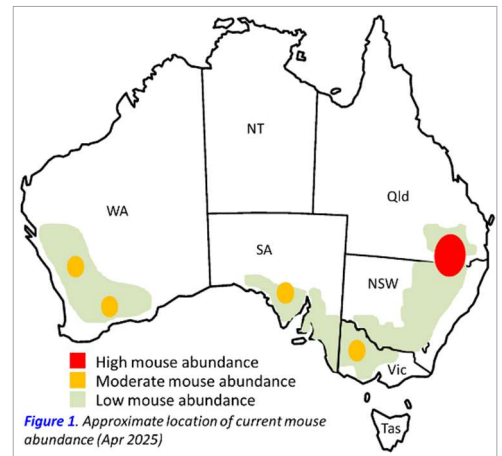 NT
Qld
WA
SA
NSW
High mouse abundance
Moderate mouse abundance
Vic
Low mouse abundance
Figure 1. Approximate location of current mouse
abundance (Apr 2025)
Tas